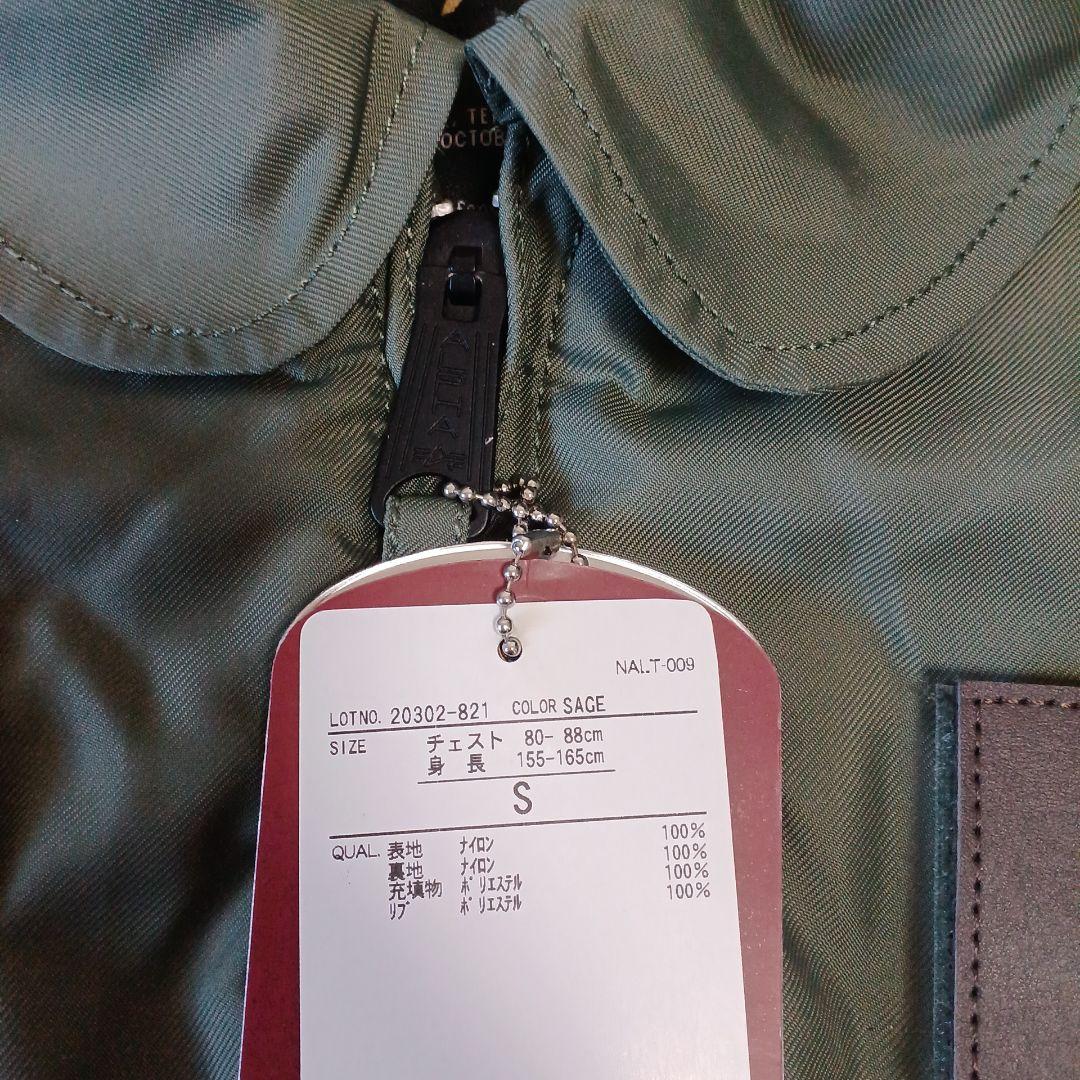 TE
OCTOB
ALPHA
NALT-009
LOTNO. 20302-821 COLOR SAGE
SIZE チェスト 80- 88cm
身 長 155-165cm
S
QUAL. 表地 ナイロン 100%
裏地 ナイロン 100%
充填物 ポリエステル 100%
リブ ポリエステル 100%